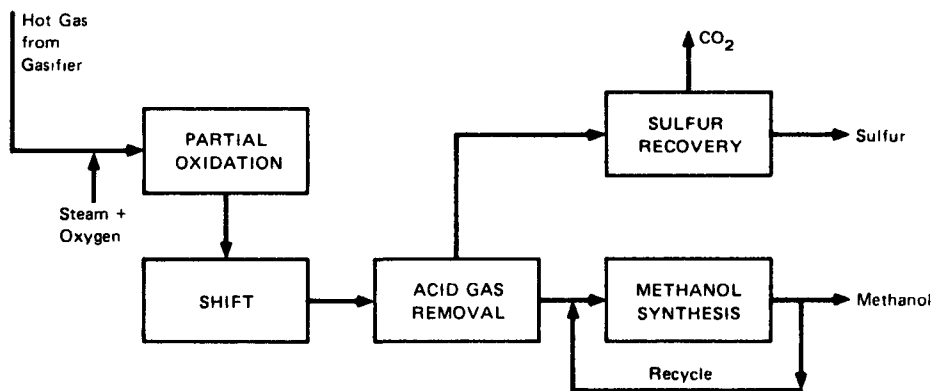 Hot Gas
from
Gasifier
CO₂
PARTIAL
OXIDATION
SULFUR
RECOVERY
Sulfur
Steam +
Oxygen
SHIFT
ACID GAS
REMOVAL
METHANOL
SYNTHESIS
Methanol
Recycle